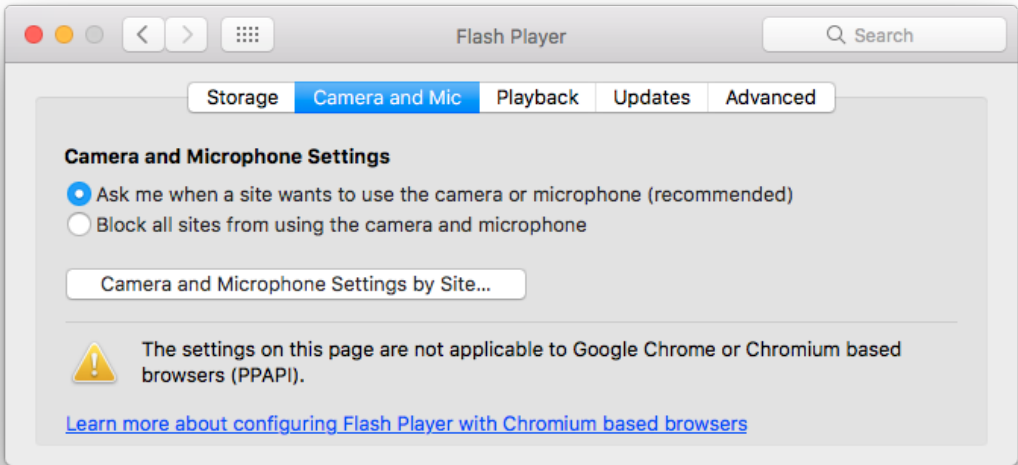 Flash Player
Search
Storage Camera and Mic Playback Updates Advanced
Camera and Microphone Settings
Ask me when a site wants to use the camera or microphone (recommended)
Block all sites from using the camera and microphone
Camera and Microphone Settings by Site...
The settings on this page are not applicable to Google Chrome or Chromium based
browsers (PPAPI).
Learn more about configuring Flash Player with Chromium based browsers